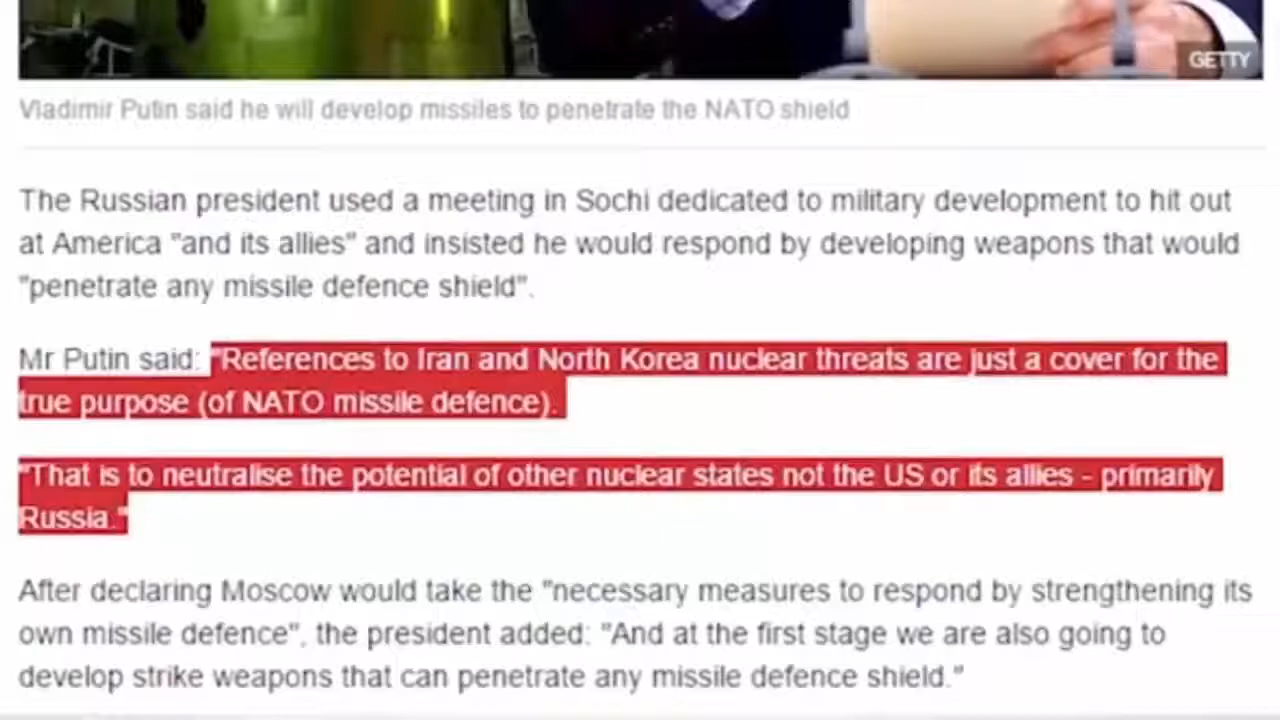 GETTY
Vladimir Putin said he will develop missiles to penetrate the NATO shield
The Russian president used a meeting in Sochi dedicated to military development to hit out
at America "and its allies" and insisted he would respond by developing weapons that would
"penetrate any missile defence shield".
Mr Putin said: "References to Iran and North Korea nuclear threats are just a cover for the
true purpose (of NATO missile defence).
"That is to neutralise the potential of other nuclear states not the US or its allies - primarily
Russia."
After declaring Moscow would take the "necessary measures to respond by strengthening its
own missile defence", the president added: "And at the first stage we are also going to
develop strike weapons that can penetrate any missile defence shield."